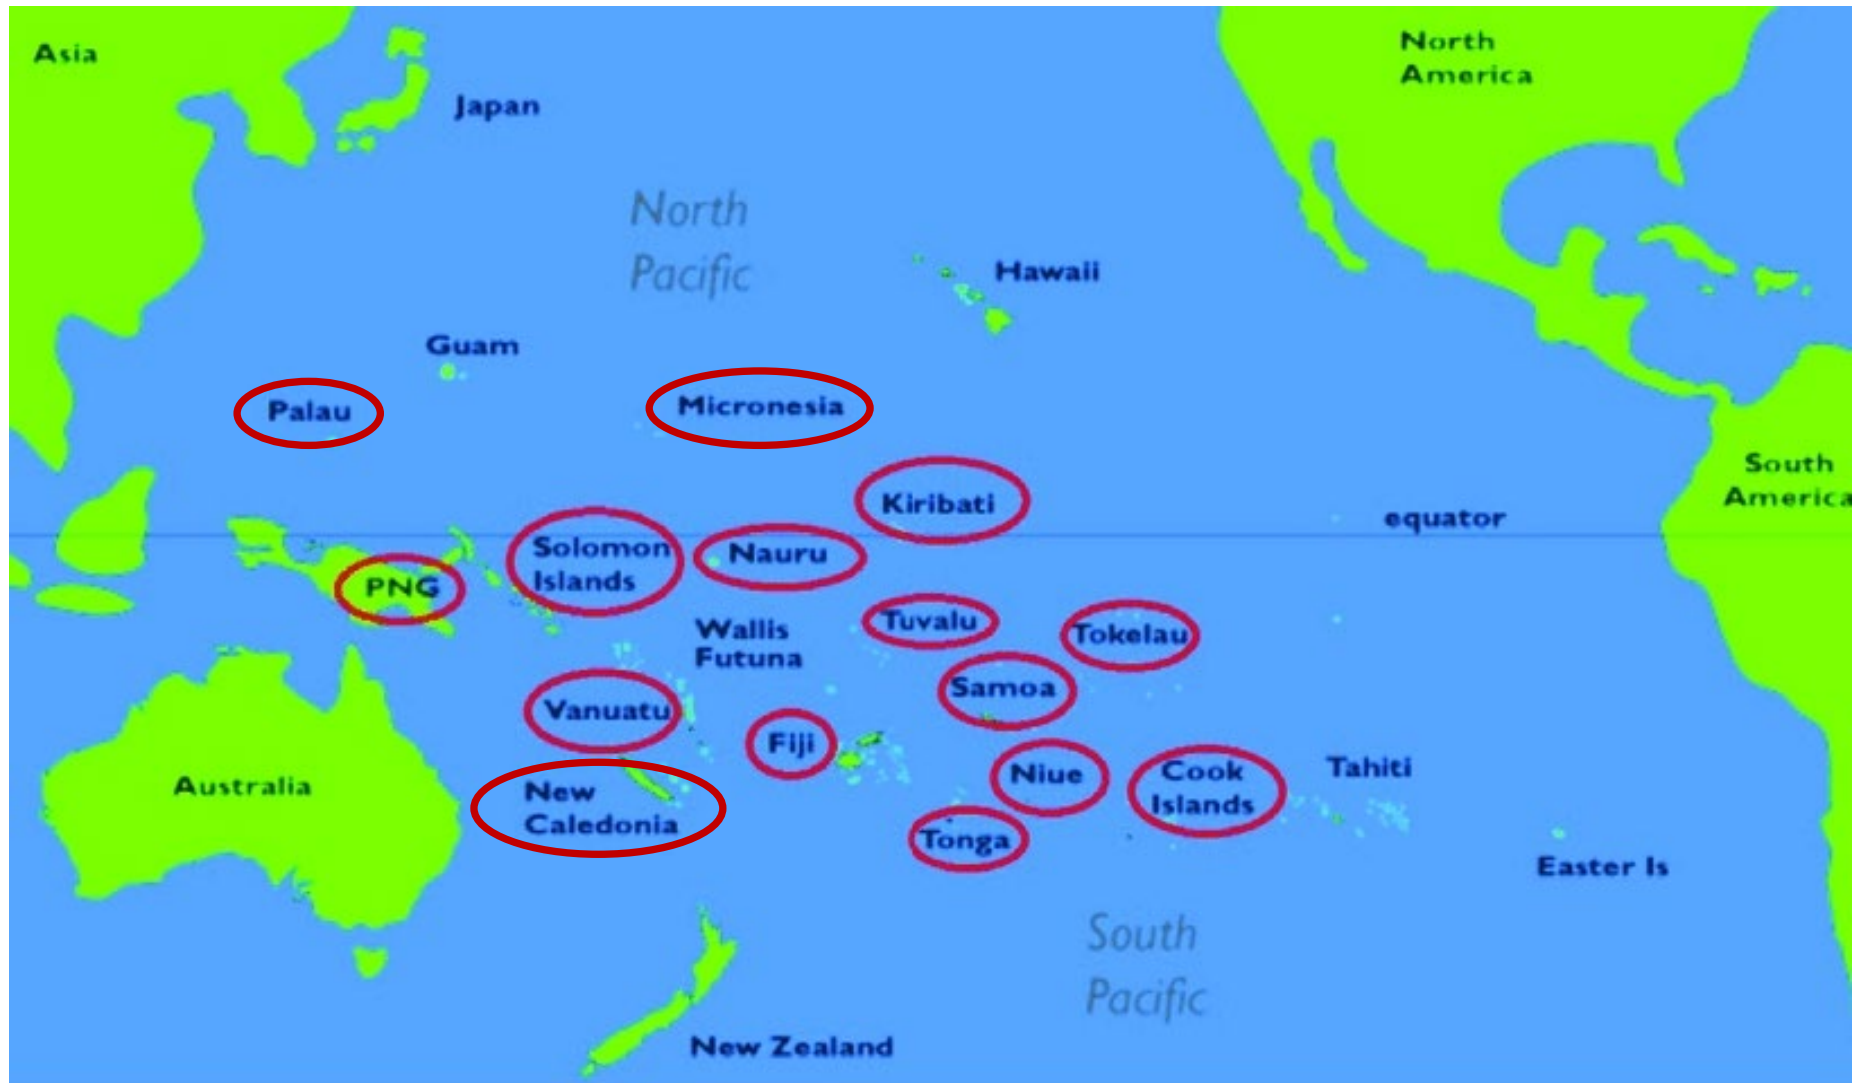 Asia
North
America
Japan
North
Pacific
Hawaii
Guam
Palau
Micronesia
South
America
Kiribati
equator
Solomon
Islands
Nauru
PNG
Tuvalu
Tokelau
Wallis
Futuna
Samoa
Vanuatu
Fiji
Niue
Cook
Islands
Tahiti
Australia
New
Caledonia
Tonga
Easter Is
South
Pacific
New Zealand